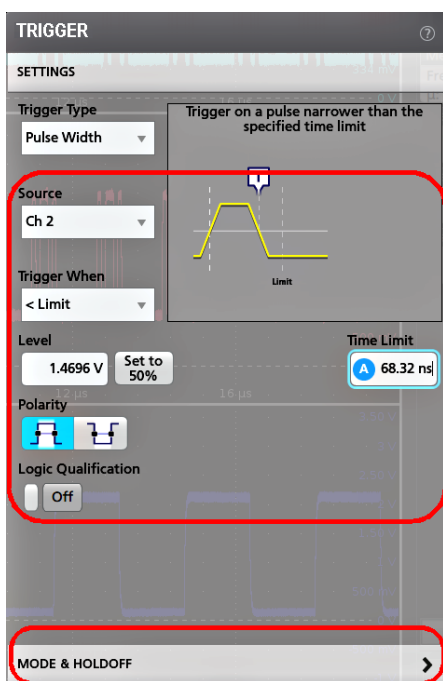 TRIGGER ?
SETTINGS
Trigger Type
Pulse Width
Trigger on a pulse narrower than the
specified time limit
Source
Ch 2
T
Limit
Trigger When
< Limit
Level
1.4696 V
Set to
50%
Time Limit
A 68.32 ns
12 µs
16 µs
Polarity
Logic Qualification
Off
MODE & HOLDOFF